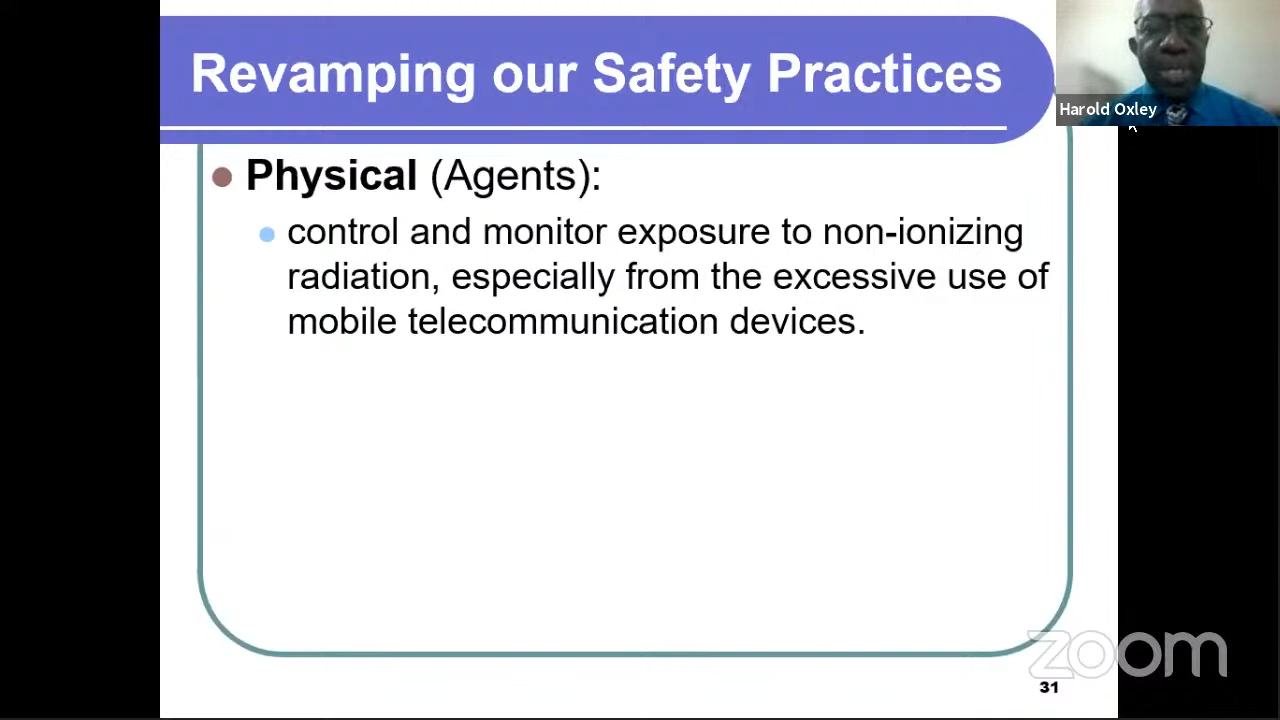 Revamping our Safety Practices
Harold Oxley
Physical (Agents):
control and monitor exposure to non-ionizing
radiation, especially from the excessive use of
mobile telecommunication devices.
zoom
31